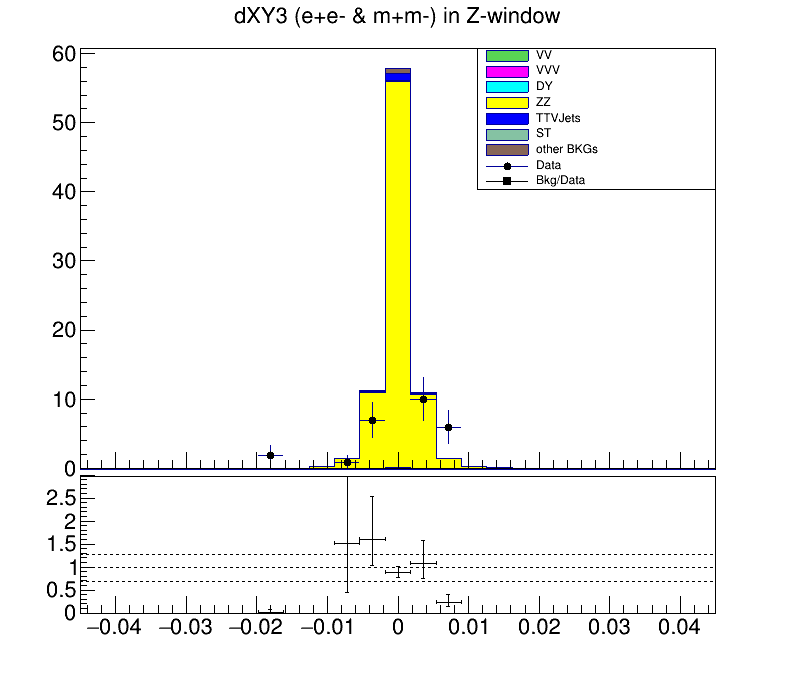 dXY3 (e+e- & m+m-) in Z-window
60
50
40
30
20
10
0
VV
VVV
DY
ZZ
TTVJets
ST
other BKGs
Data
Bkg/Data
2.5
2
1.5
1
0.5
0
−0.04 −0.03 −0.02 −0.01 0 0.01 0.02 0.03 0.04